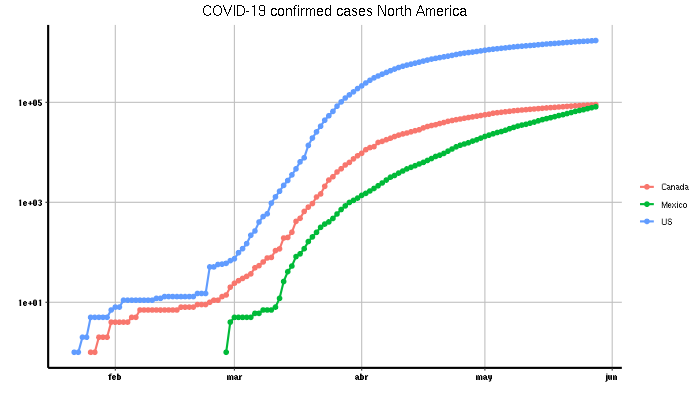 COVID-19 confirmed cases North America
1e+05
1e+03
1e+01
feb mar abr may jun
Canada
Mexico
US